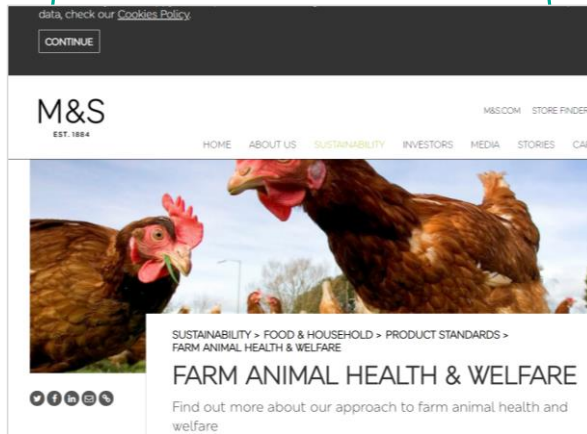 data, check our Cookies Policy.
CONTINUE
M&S
EST. 1884
M&S.COM STORE FINDER
HOME ABOUT US SUSTAINABILITY INVESTORS MEDIA STORIES
SUSTAINABILITY > FOOD & HOUSEHOLD > PRODUCT STANDARDS >
FARM ANIMAL HEALTH & WELFARE
FARM ANIMAL HEALTH & WELFARE
Find out more about our approach to farm animal health and
welfare